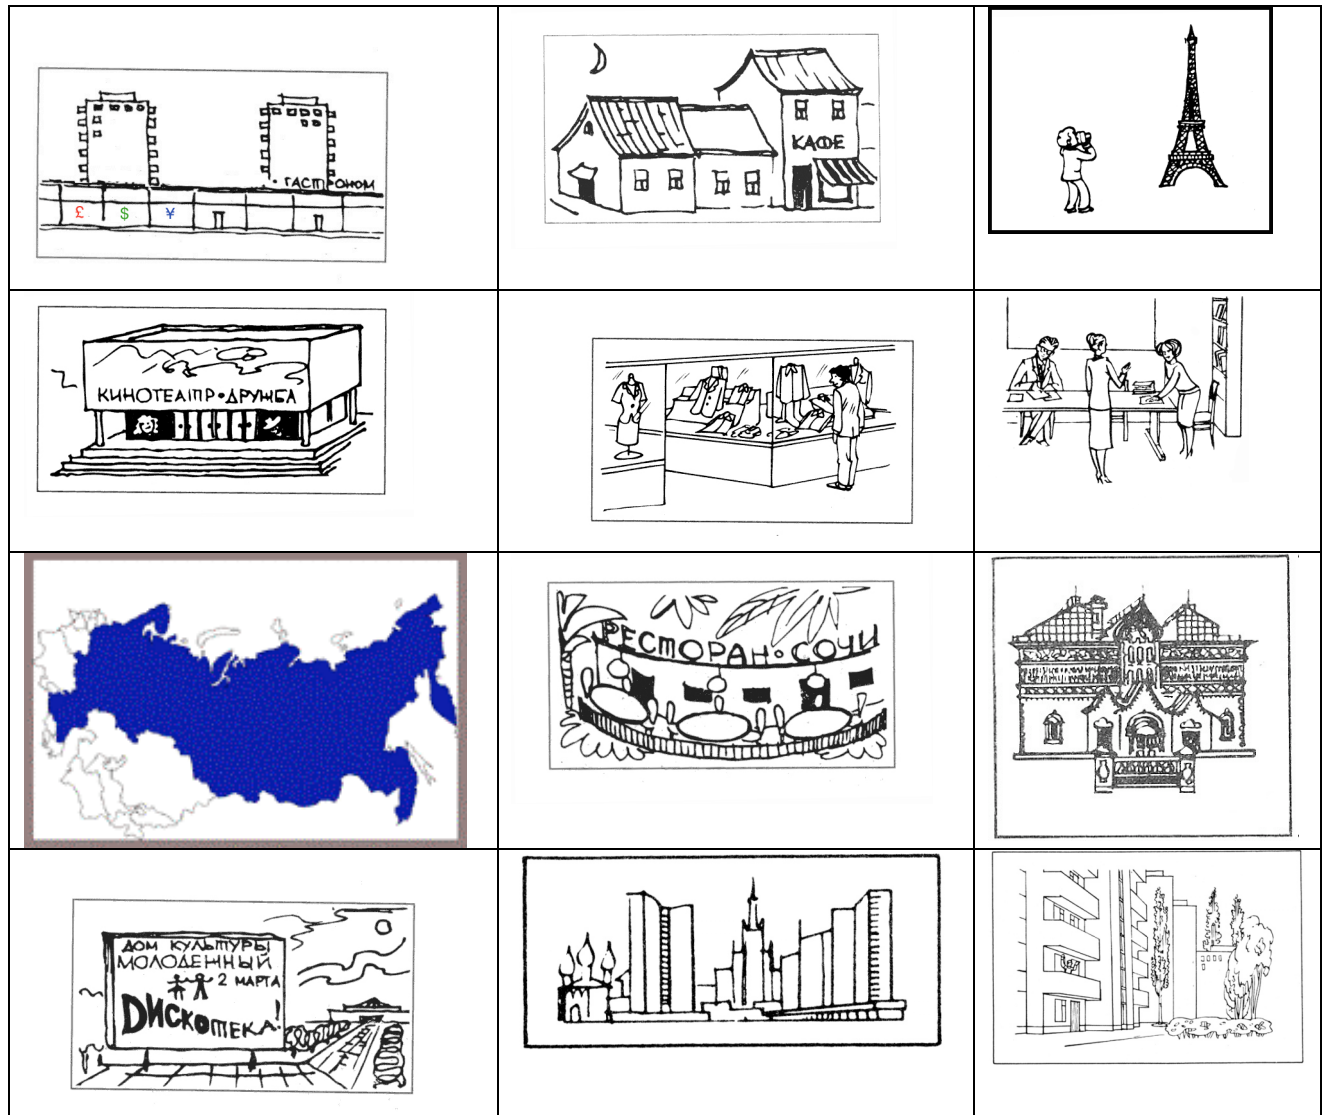 · ГАСТРОНОМ
£ $ ¥
КАФЕ
КИНОТЕАТР•ДРУЖБА
РЕСТОРАН•СОЧИ
ДОМ КУЛЬТУРЫ
МОЛОДЕЖНЫЙ
2 МАРТА
ДИСКОТЕКА!